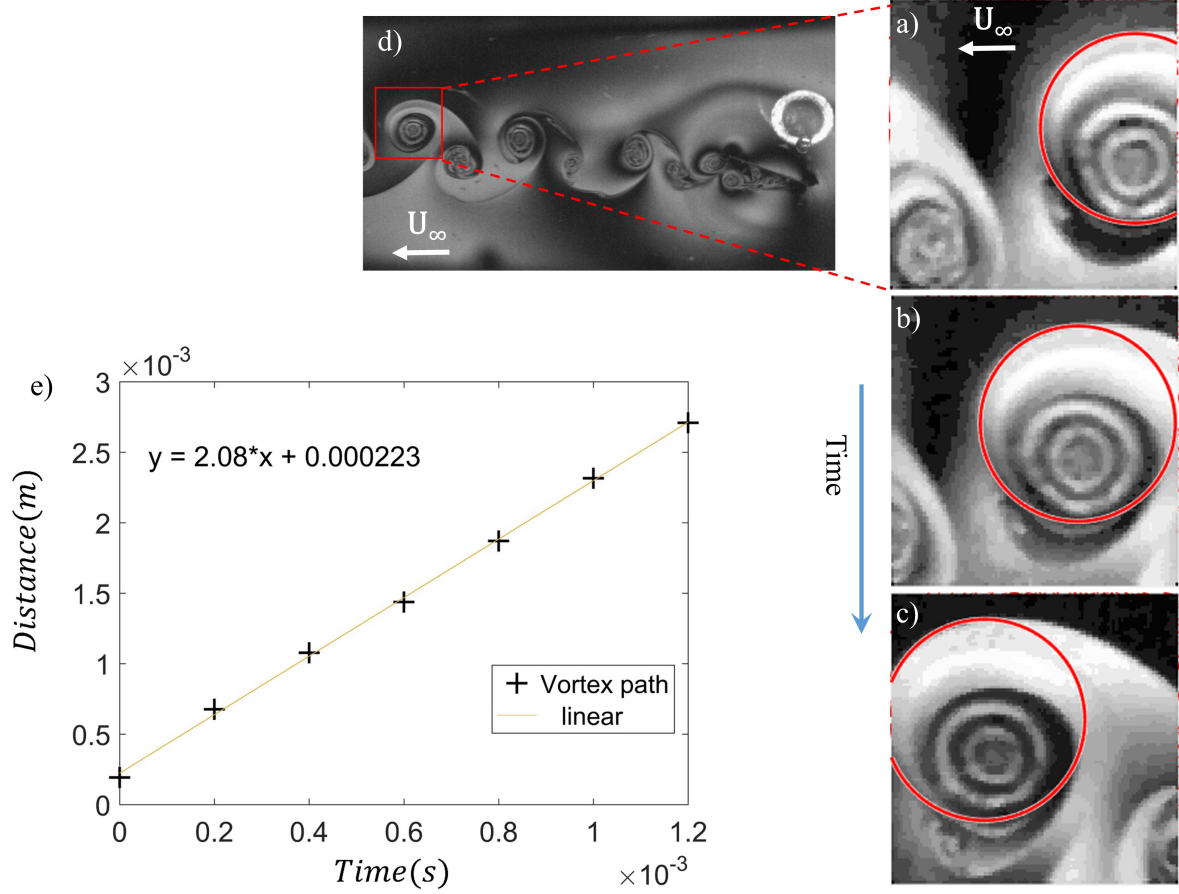 d)
U∞
a)
U∞
b)
c)
Time
e)
×10⁻³
3
2.5
2
1.5
1
0.5
0
Distance(m)
y = 2.08*x + 0.000223
Vortex path
linear
0 0.2 0.4 0.6 0.8 1 1.2
Time(s)
×10⁻³